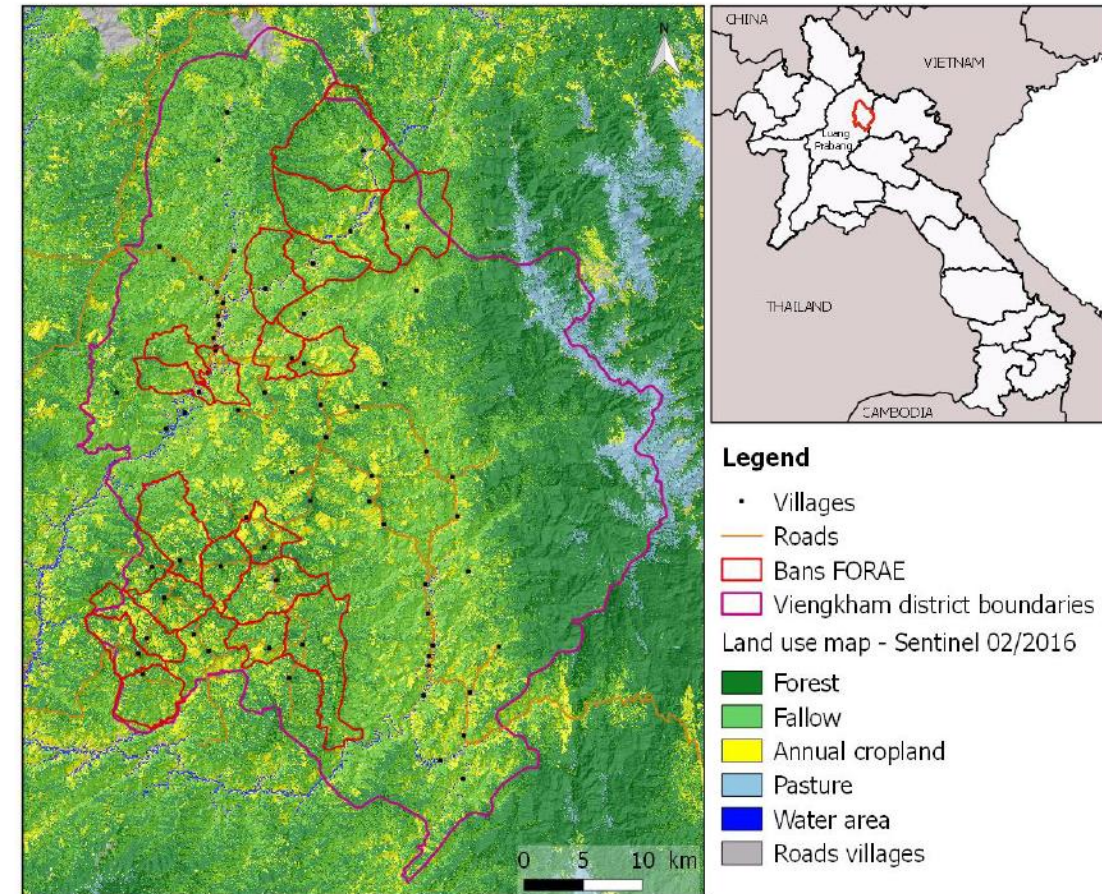 N
CHINA
VIETNAM
Luang
Prabang
THAILAND
CAMBODIA
Legend
Villages
Roads
Bans FORAE
Viengkham district boundaries
Land use map - Sentinel 02/2016
Forest
Fallow
Annual cropland
Pasture
Water area
Roads villages
0 5 10 km